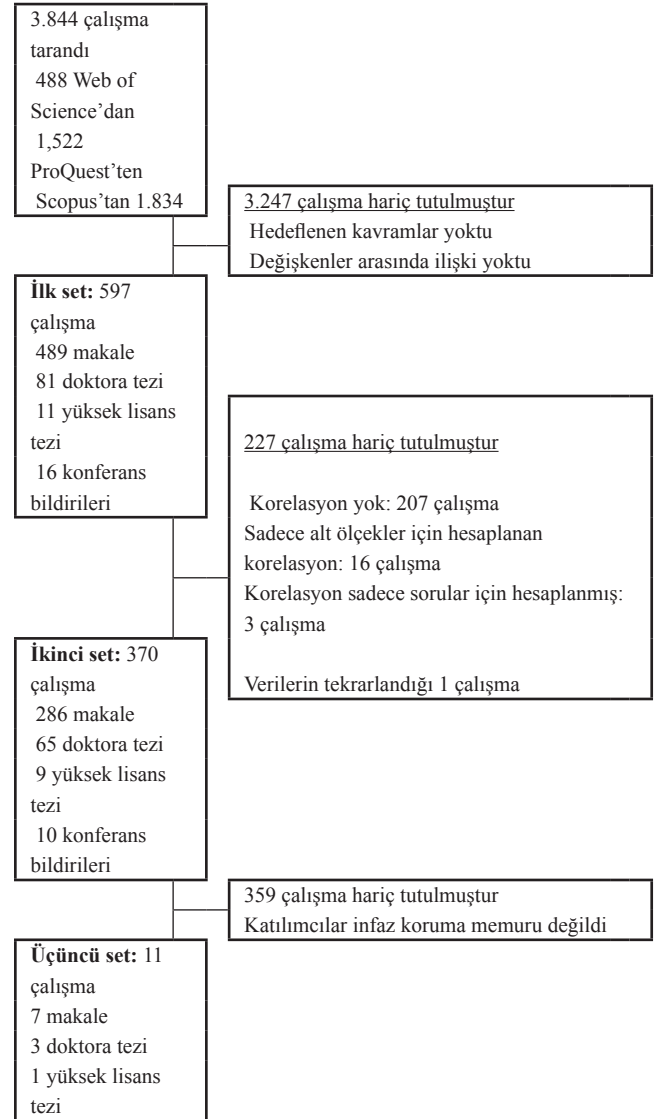 3.844 çalışma
tarandı
488 Web of
Science’dan
1,522
ProQuest’ten
Scopus’tan 1.834
3.247 çalışma hariç tutulmuştur
Hedeflenen kavramlar yoktu
Değişkenler arasında ilişki yoktu
İlk set: 597
çalışma
489 makale
81 doktora tezi
11 yüksek lisans
tezi
16 konferans
bildirileri
227 çalışma hariç tutulmuştur
Korelasyon yok: 207 çalışma
Sadece alt ölçekler için hesaplanan
korelasyon: 16 çalışma
Korelasyon sadece sorular için hesaplanmış:
3 çalışma
Verilerin tekrarlandığı 1 çalışma
İkinci set: 370
çalışma
286 makale
65 doktora tezi
9 yüksek lisans
tezi
10 konferans
bildirileri
359 çalışma hariç tutulmuştur
Katılımcılar infaz koruma memuru değildi
Üçüncü set: 11
çalışma
7 makale
3 doktora tezi
1 yüksek lisans
tezi